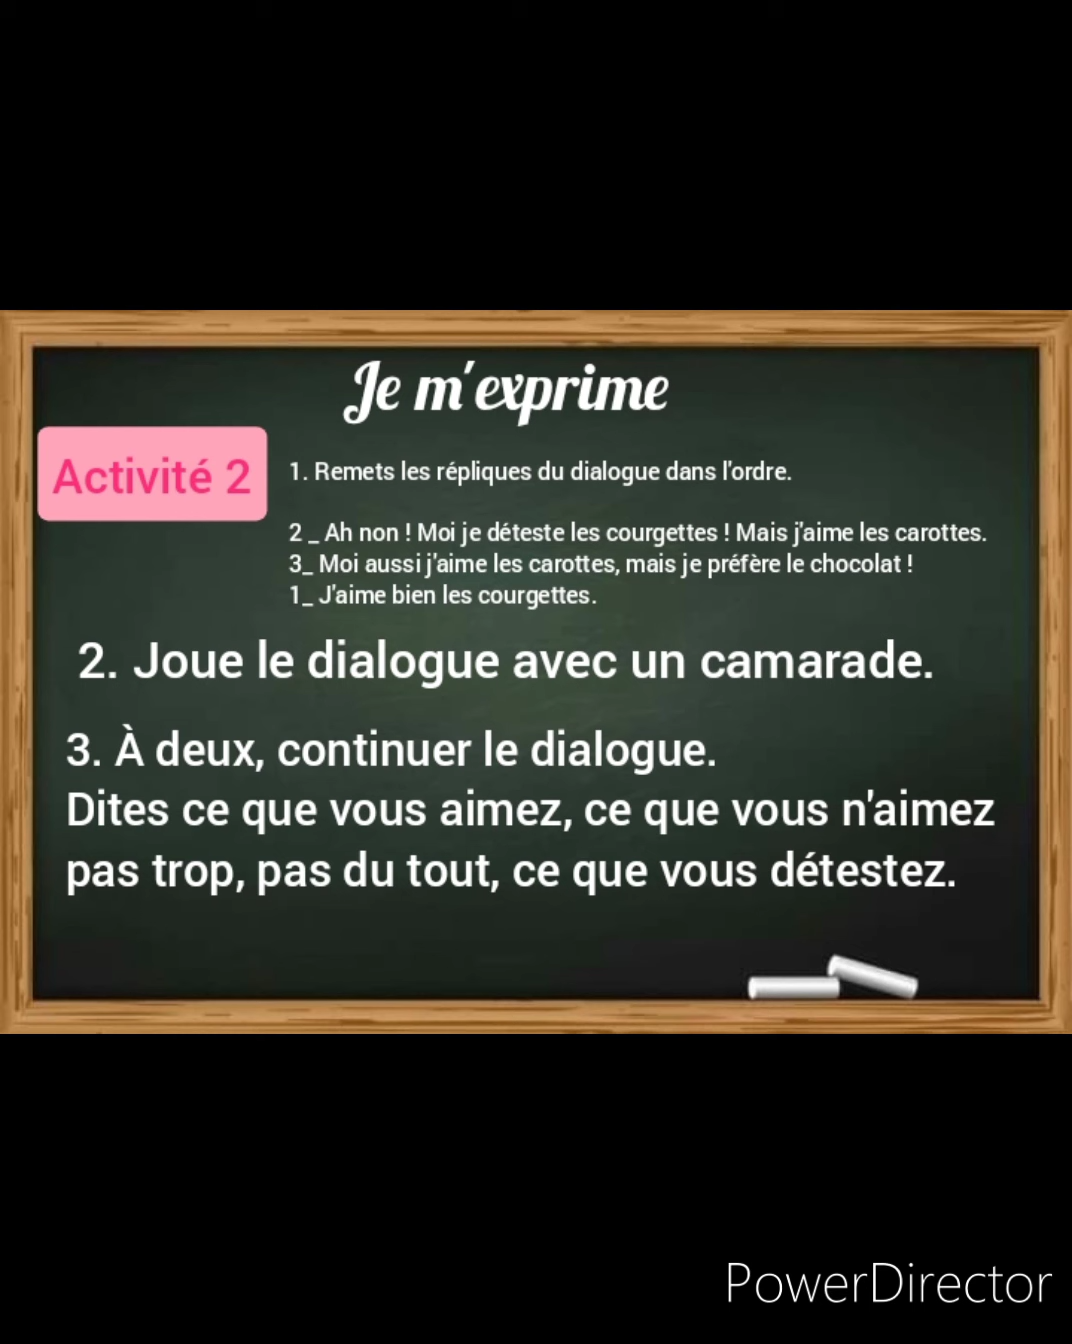 Je m'exprime
Activité 2
1. Remets les répliques du dialogue dans l'ordre.
2 _ Ah non ! Moi je déteste les courgettes ! Mais j'aime les carottes.
3_ Moi aussi j'aime les carottes, mais je préfère le chocolat !
1_ J'aime bien les courgettes.
2. Joue le dialogue avec un camarade.
3. À deux, continuer le dialogue.
Dites ce que vous aimez, ce que vous n'aimez
pas trop, pas du tout, ce que vous détestez.
PowerDirector